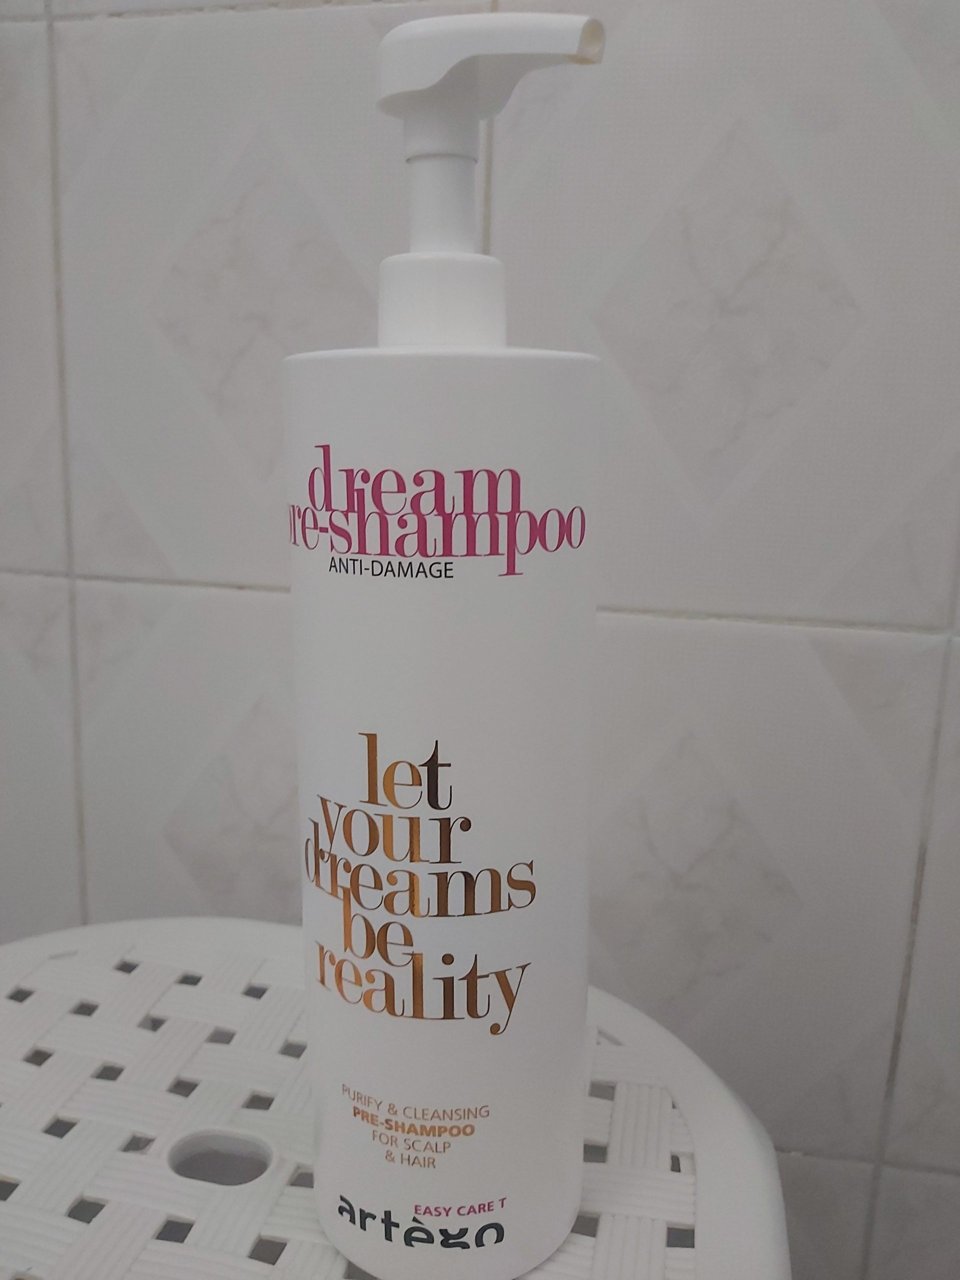 dream
pre-shampoo
ANTI-DAMAGE
let
your
dreams
be
reality
PURIFY & CLEANSING
PRE-SHAMPOO
FOR SCALP
& HAIR
EASY CARE T
artègo